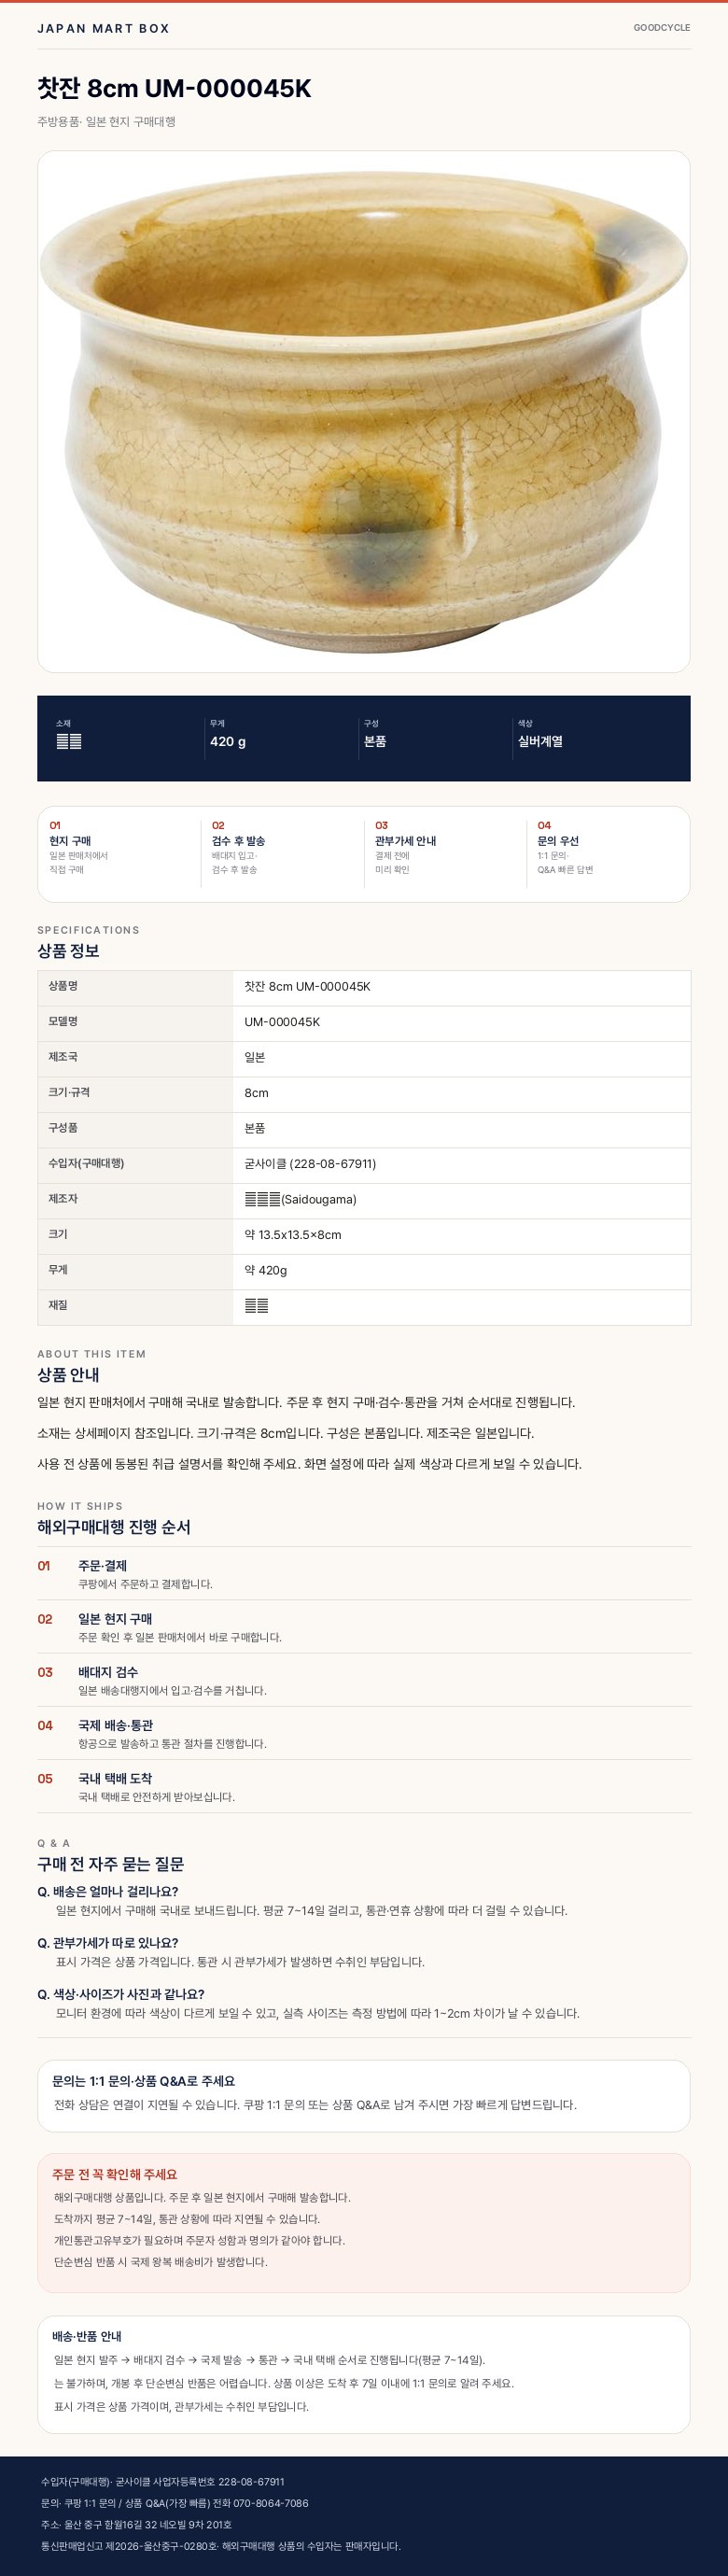 JAPAN MART BOX
GOODCYCLE
찻잔 8cm UM-000045K
주방용품· 일본 현지 구매대행
소재
무게
420 g
구성
본품
색상
실버계열
01
현지 구매
일본 판매처에서
직접 구매
02
검수 후 발송
배대지 입고·
검수 후 발송
03
관부가세 안내
결제 전에
미리 확인
04
문의 우선
1:1 문의·
Q&A 빠른 답변
SPECIFICATIONS
상품 정보
상품명 찻잔 8cm UM-000045K
모델명 UM-000045K
제조국 일본
크기·규격 8cm
구성품 본품
수입자(구매대행) 굳사이클 (228-08-67911)
제조자 (Saidougama)
크기 약 13.5x13.5×8cm
무게 약 420g
재질
ABOUT THIS ITEM
상품 안내
일본 현지 판매처에서 구매해 국내로 발송합니다. 주문 후 현지 구매·검수·통관을 거쳐 순서대로 진행됩니다.
소재는 상세페이지 참조입니다. 크기·규격은 8cm입니다. 구성은 본품입니다. 제조국은 일본입니다.
사용 전 상품에 동봉된 취급 설명서를 확인해 주세요. 화면 설정에 따라 실제 색상과 다르게 보일 수 있습니다.
HOW IT SHIPS
해외구매대행 진행 순서
01 주문·결제
쿠팡에서 주문하고 결제합니다.
02 일본 현지 구매
주문 확인 후 일본 판매처에서 바로 구매합니다.
03 배대지 검수
일본 배송대행지에서 입고·검수를 거칩니다.
04 국제 배송·통관
항공으로 발송하고 통관 절차를 진행합니다.
05 국내 택배 도착
국내 택배로 안전하게 받아보십니다.
Q & A
구매 전 자주 묻는 질문
Q. 배송은 얼마나 걸리나요?
일본 현지에서 구매해 국내로 보내드립니다. 평균 7~14일 걸리고, 통관·연휴 상황에 따라 더 걸릴 수 있습니다.
Q. 관부가세가 따로 있나요?
표시 가격은 상품 가격입니다. 통관 시 관부가세가 발생하면 수취인 부담입니다.
Q. 색상·사이즈가 사진과 같나요?
모니터 환경에 따라 색상이 다르게 보일 수 있고, 실측 사이즈는 측정 방법에 따라 1~2cm 차이가 날 수 있습니다.
문의는 1:1 문의·상품 Q&A로 주세요
전화 상담은 연결이 지연될 수 있습니다. 쿠팡 1:1 문의 또는 상품 Q&A로 남겨 주시면 가장 빠르게 답변드립니다.
주문 전 꼭 확인해 주세요
해외구매대행 상품입니다. 주문 후 일본 현지에서 구매해 발송합니다.
도착까지 평균 7~14일, 통관 상황에 따라 지연될 수 있습니다.
개인통관고유부호가 필요하며 주문자 성함과 명의가 같아야 합니다.
단순변심 반품 시 국제 왕복 배송비가 발생합니다.
배송·반품 안내
일본 현지 발주 → 배대지 검수 → 국제 발송 → 통관 → 국내 택배 순서로 진행됩니다(평균 7~14일).
는 불가하며, 개봉 후 단순변심 반품은 어렵습니다. 상품 이상은 도착 후 7일 이내에 1:1 문의로 알려 주세요.
표시 가격은 상품 가격이며, 관부가세는 수취인 부담입니다.
수입자(구매대행)· 굳사이클 사업자등록번호 228-08-67911
문의· 쿠팡 1:1 문의 / 상품 Q&A(가장 빠름) 전화 070-8064-7086
주소· 울산 중구 함월16길 32 네오빌 9차 201호
통신판매업신고 제2026-울산중구-0280호· 해외구매대행 상품의 수입자는 판매자입니다.